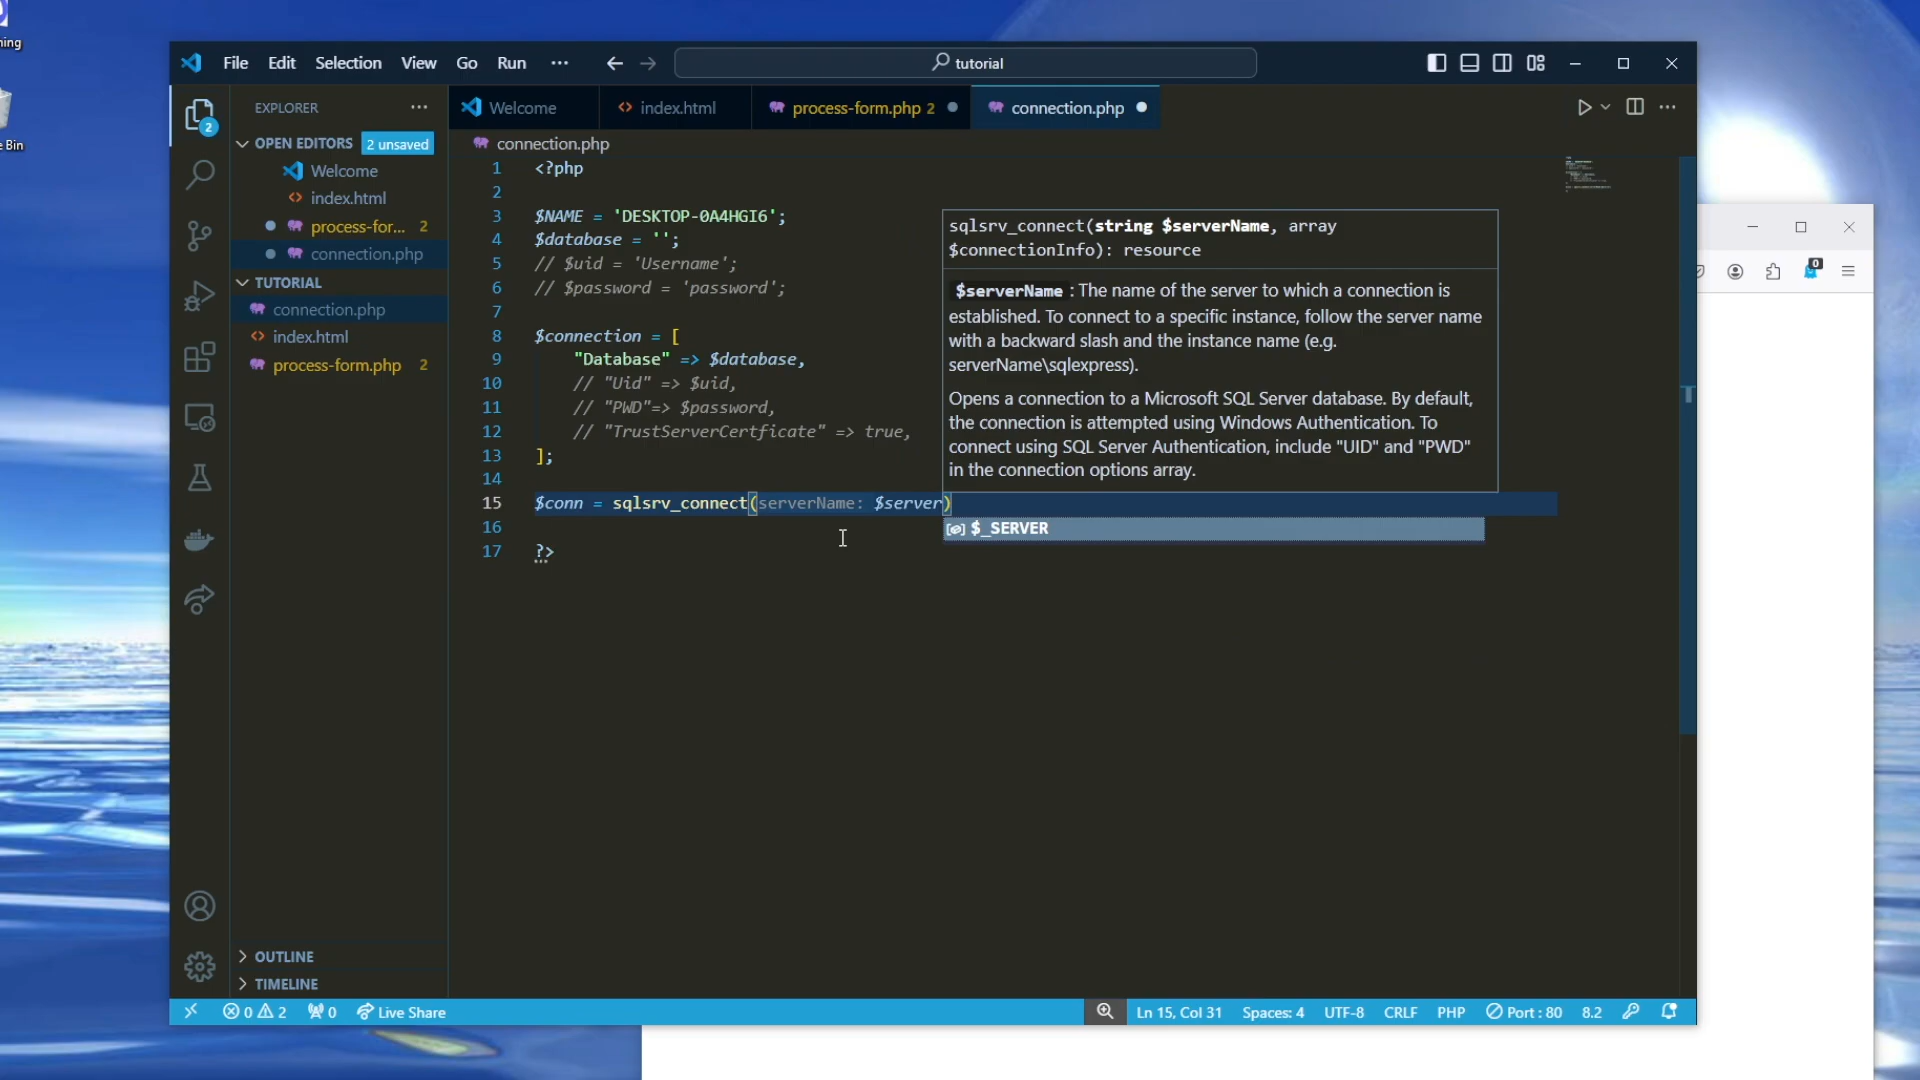 ning
e Bin
File Edit Selection View Go Run ···
tutorial
EXPLORER ···
OPEN EDITORS 2 unsaved
Welcome
index.html
process-for... 2
connection.php
TUTORIAL
connection.php
index.html
process-form.php 2
OUTLINE
TIMELINE
2
Welcome index.html process-form.php 2 connection.php
connection.php
1 <?php
2
3 $NAME = 'DESKTOP-0A4HGI6';
4 $database = '';
5 // $uid = 'Username';
6 // $password = 'password';
7
8 $connection = [
9 "Database" => $database,
10 // "Uid" => $uid,
11 // "PWD"=> $password,
12 // "TrustServerCertficate" => true,
13 ];
14
15 $conn = sqlsrv_connect(serverName: $server)
16
17 ?>
sqlsrv_connect(string $serverName, array
$connectionInfo): resource
$serverName : The name of the server to which a connection is
established. To connect to a specific instance, follow the server name
with a backward slash and the instance name (e.g.
serverName\sqlexpress).
Opens a connection to a Microsoft SQL Server database. By default,
the connection is attempted using Windows Authentication. To
connect using SQL Server Authentication, include "UID" and "PWD"
in the connection options array.
$_SERVER
0
0 2 0 Live Share Ln 15, Col 31 Spaces: 4 UTF-8 CRLF PHP Port : 80 8.2